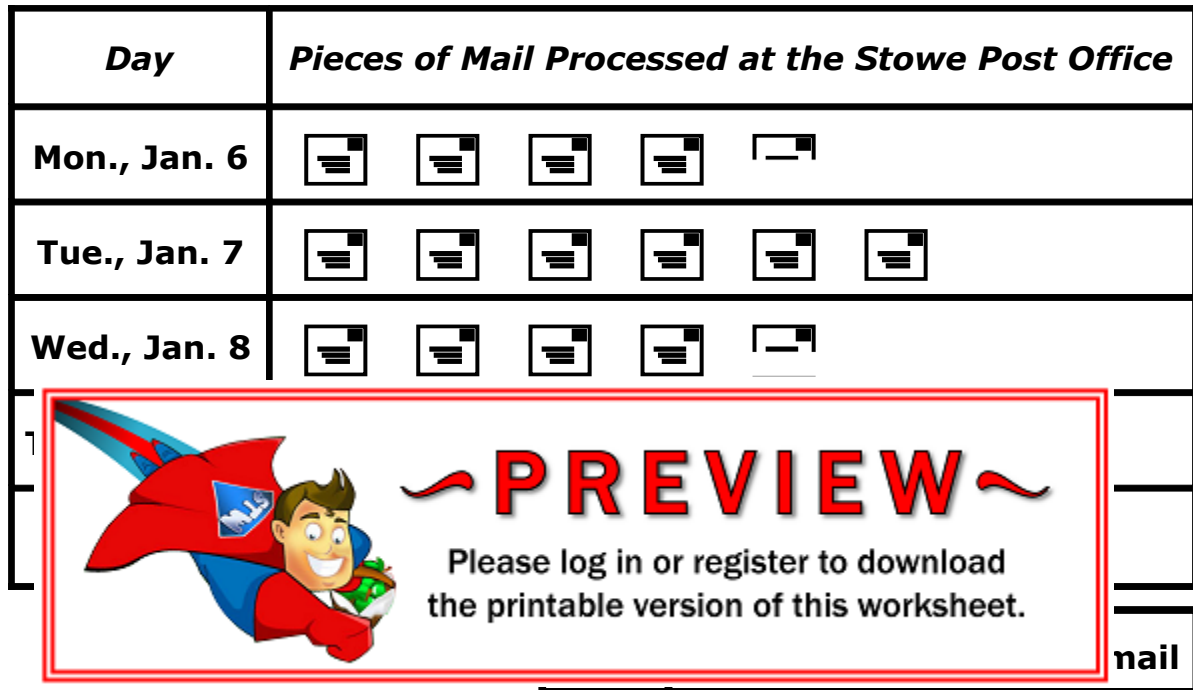 Day
Pieces of Mail Processed at the Stowe Post Office
Mon., Jan. 6
Tue., Jan. 7
Wed., Jan. 8
STW
~PREVIEW~
Please log in or register to download
the printable version of this worksheet.
mail